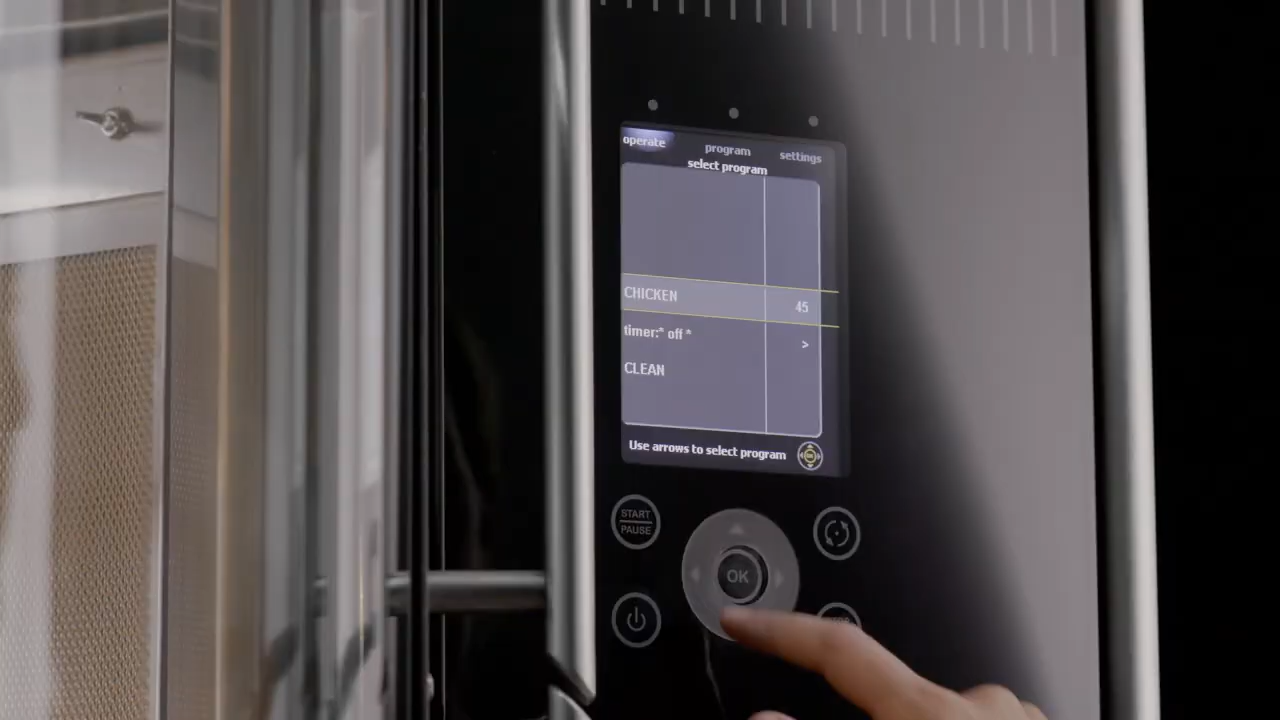 operate program settings
select program
CHICKEN 45
timer:* off * >
CLEAN
Use arrows to select program
START
PAUSE
OK